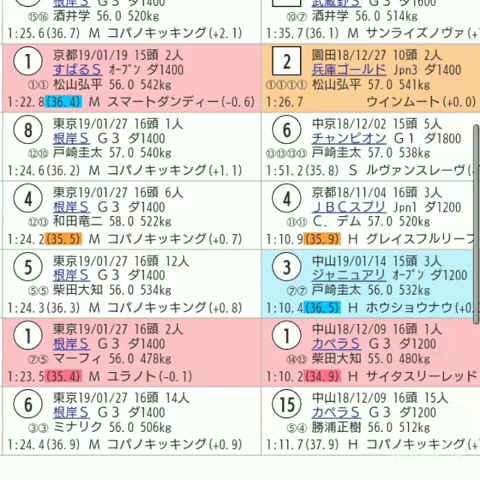 根岸S G3 ダ1400
⑮⑯ 酒井学 56.0 520kg
1:25.6(36.7) M コパノキッキング(+2.1)
武蔵野S G3 ダ1600
⑩⑦ 酒井学 56.0 514kg
1:35.7(36.1) M サンライズノヴァ(+
1 京都19/01/19 15頭 2人
すばるS オープン ダ1400
①① 松山弘平 56.0 542kg
1:22.8(36.4) M スマートダンディー(-0.6)
2 園田18/12/27 10頭 2人
兵庫ゴールド Jpn3 ダ1400
①①①① 松山弘平 57.0 541kg
1:26.7 ウインムート(+0.0)
8 東京19/01/27 16頭 1人
根岸S G3 ダ1400
⑫⑩ 戸崎圭太 57.0 540kg
1:24.6(36.2) M コパノキッキング(+1.1)
6 中京18/12/02 15頭 5人
チャンピオン G1 ダ1800
⑬⑬⑬⑬ 戸崎圭太 57.0 538kg
1:51.2(35.8) S ルヴァンスレーヴ(
4 東京19/01/27 16頭 6人
根岸S G3 ダ1400
⑫⑬ 和田竜二 58.0 522kg
1:24.2(35.5) M コパノキッキング(+0.7)
4 京都18/11/04 16頭 3人
JBCスプリ Jpn1 ダ1200
⑪⑪ C.デム 57.0 520kg
1:10.9(35.9) H グレイスフルリープ
5 東京19/01/27 16頭 12人
根岸S G3 ダ1400
⑤⑤ 柴田大知 56.0 534kg
1:24.3(36.3) M コパノキッキング(+0.8)
3 中山19/01/14 15頭 3人
ジャニュアリ オープン ダ1200
⑦⑦ 戸崎圭太 56.0 532kg
1:10.4(36.5) H ホウショウナウ(+0.
1 東京19/01/27 16頭 2人
根岸S G3 ダ1400
⑦⑤ マーフィ 56.0 478kg
1:23.5(35.4) M ユラノト(-0.1)
1 中山18/12/09 16頭 1人
カペラS G3 ダ1200
⑭⑬ 柴田大知 55.0 480kg
1:10.2(34.9) H サイタスリーレッド
6 東京19/01/27 16頭 14人
根岸S G3 ダ1400
③③ ミナリク 56.0 506kg
1:24.4(36.9) M コパノキッキング(+0.9)
15 中山18/12/09 16頭 15人
カペラS G3 ダ1200
⑤④ 勝浦正樹 56.0 512kg
1:11.7(37.9) H コパノキッキング(+